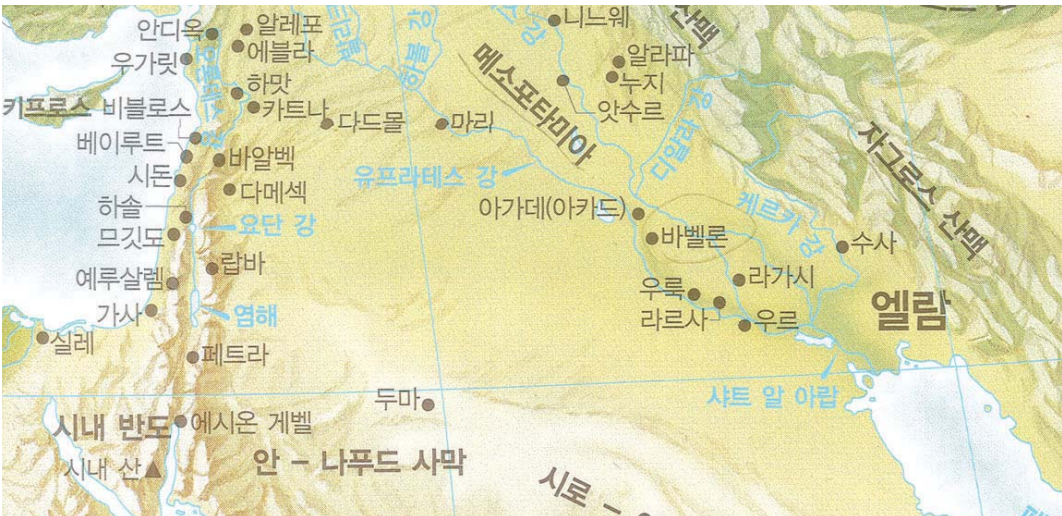 안디옥
알레포
에블라
우가릿
하맛
키프로스
비블로스
카트나
다드몰
베이루트
바알벡
시돈
다메섹
하솔
요단 강
므깃도
랍바
예루살렘
가사
염해
실레
페트라
시내 반도
에시온 게벨
시내 산
안 - 나푸드 사막
두마
하볼 강
니느웨
산맥
알라파
누지
앗수르
메소포타미아
마리
유프라테스 강
디얄라 강
자그로스 산맥
아가데(아카드)
케르카 강
바벨론
수사
라가시
우룩
라르사
우르
엘람
샤트 알 아랍
시로 -